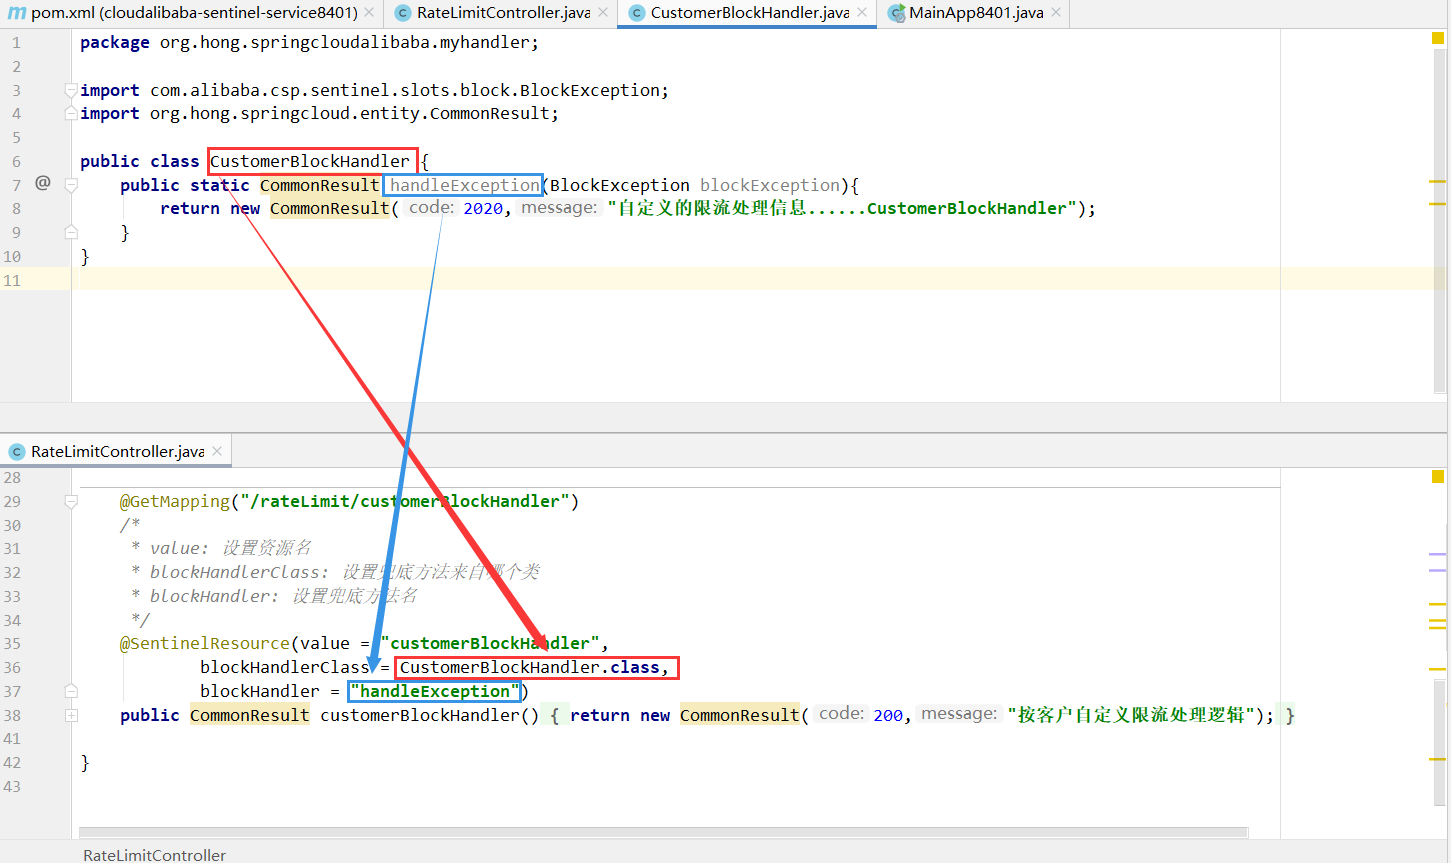 pom.xml (cloudalibaba-sentinel-service8401) RateLimitController.java CustomerBlockHandler.java MainApp8401.java
1 package org.hong.springcloudalibaba.myhandler;
2
3 import com.alibaba.csp.sentinel.slots.block.BlockException;
4 import org.hong.springcloud.entity.CommonResult;
5
6 public class CustomerBlockHandler {
7 @ public static CommonResult handleException(BlockException blockException){
8 return new CommonResult( code: 2020, message: "自定义的限流处理信息......CustomerBlockHandler");
9 }
10 }
11
RateLimitController.java
28
29 @GetMapping("/rateLimit/customerBlockHandler")
30 /*
31 * value: 设置资源名
32 * blockHandlerClass: 设置兜底方法来自哪个类
33 * blockHandler: 设置兜底方法名
34 */
35 @SentinelResource(value = "customerBlockHandler",
36 blockHandlerClass = CustomerBlockHandler.class,
37 blockHandler = "handleException")
38 public CommonResult customerBlockHandler() { return new CommonResult( code: 200, message: "按客户自定义限流处理逻辑"); }
41
42 }
43
RateLimitController